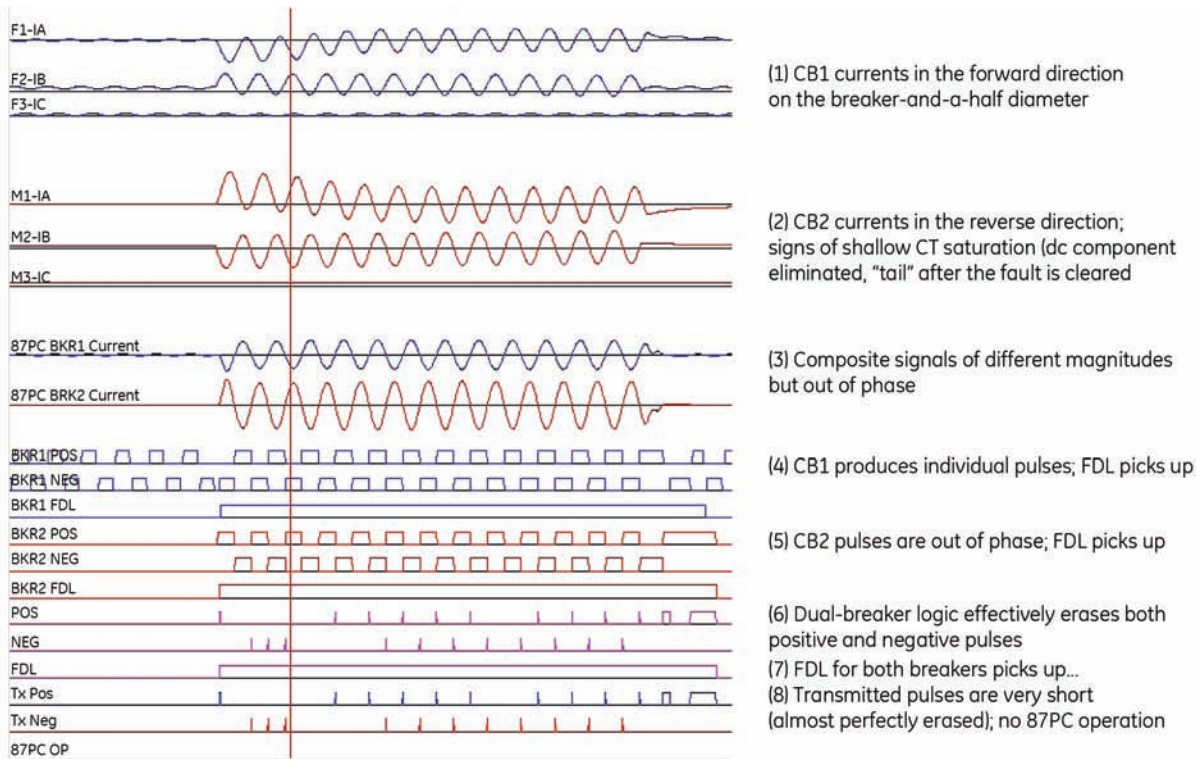 F1-IA
F2-IB
F3-IC
(1) CB1 currents in the forward direction
on the breaker-and-a-half diameter
M1-IA
M2-IB
M3-IC
(2) CB2 currents in the reverse direction;
signs of shallow CT saturation (dc component
eliminated, “tail” after the fault is cleared
87PC BKR1 Current
87PC BRK2 Current
(3) Composite signals of different magnitudes
but out of phase
BKR1 POS
BKR1 NEG
BKR1 FDL
(4) CB1 produces individual pulses; FDL picks up
BKR2 POS
BKR2 NEG
BKR2 FDL
(5) CB2 pulses are out of phase; FDL picks up
POS
NEG
(6) Dual-breaker logic effectively erases both
positive and negative pulses
FDL
(7) FDL for both breakers picks up...
Tx Pos
Tx Neg
(8) Transmitted pulses are very short
(almost perfectly erased); no 87PC operation
87PC OP